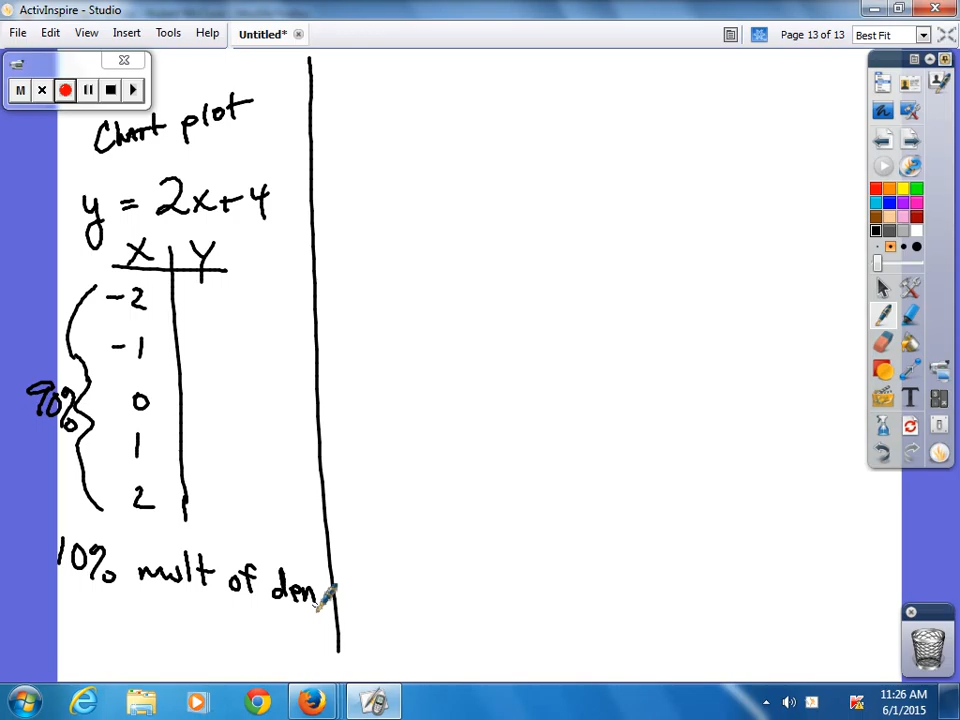 ActivInspire - Studio
File Edit View Insert Tools Help Untitled* Page 13 of 13 Best Fit
M
Chart plot
y = 2x+4
X Y
-2
-1
90%
0
1
2
10% mult of den
T
11:26 AM
6/1/2015